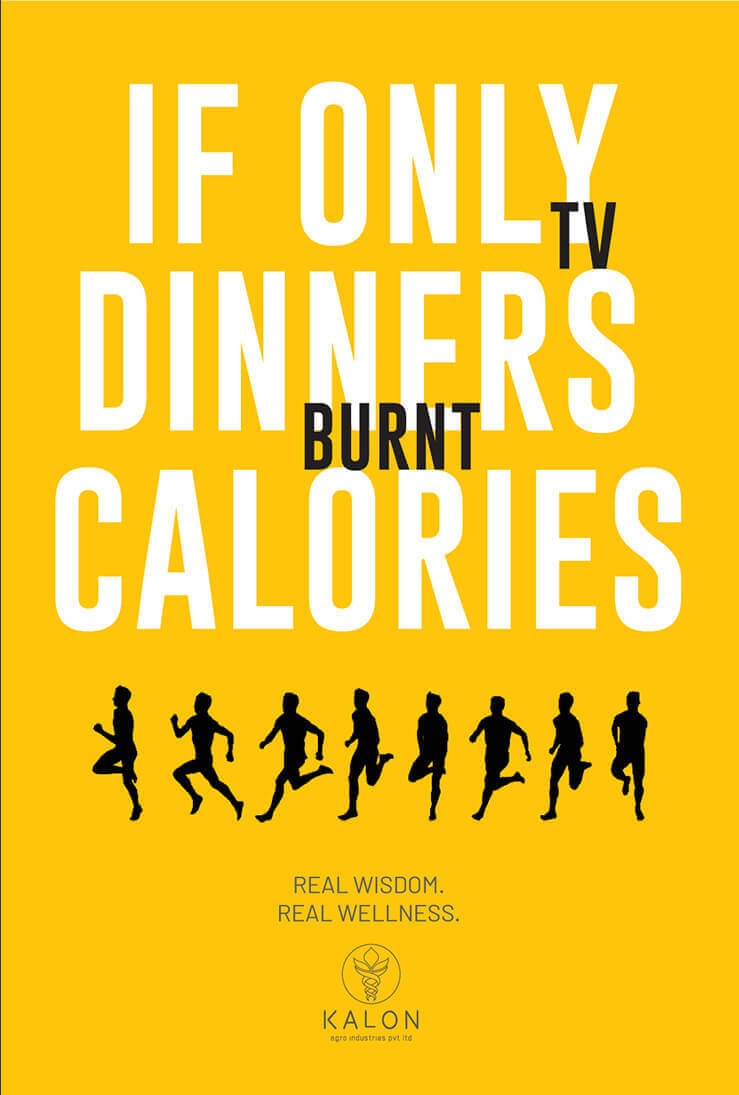 IF ONLY
TV
DINNERS
BURNT
CALORIES
REAL WISDOM.
REAL WELLNESS.
KALON
agro industries pvt ltd